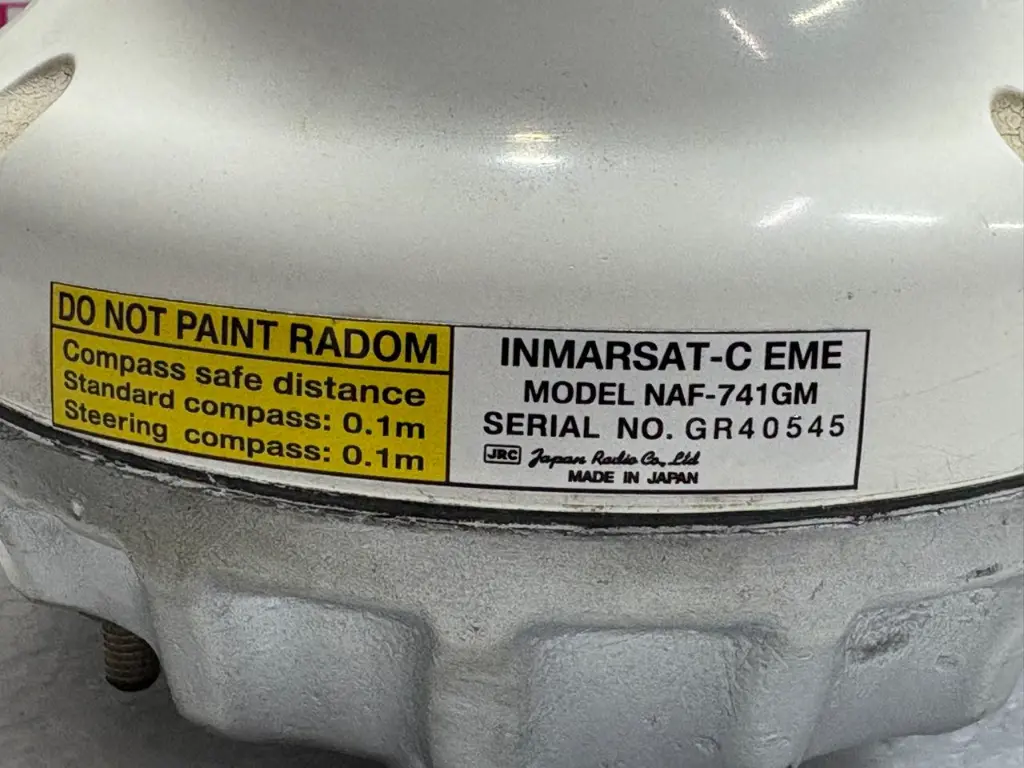 DO NOT PAINT RADOM
Compass safe distance
Standard compass: 0.1m
Steering compass: 0.1m
INMARSAT-C EME
MODEL NAF-741GM
SERIAL NO. GR40545
JRC Japan Radio Co., Ltd
MADE IN JAPAN